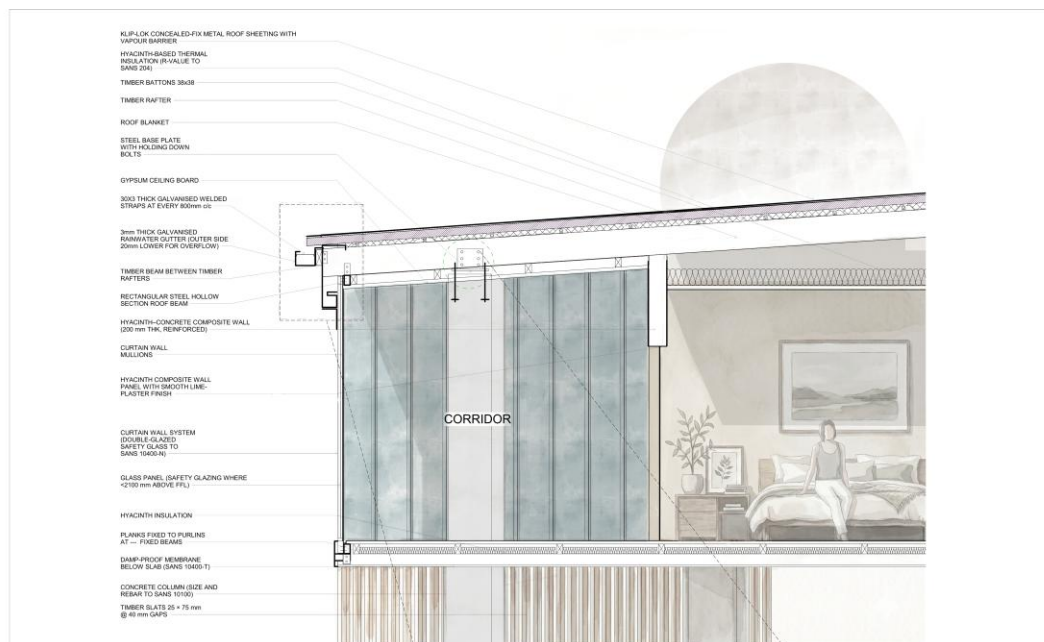 KLIP-LOK CONCEALED-FIX METAL ROOF SHEETING WITH
VAPOUR BARRIER
HYACINTH-BASED THERMAL
INSULATION (R-VALUE TO
SANS 204)
TIMBER BATTONS 38x38
TIMBER RAFTER
ROOF BLANKET
STEEL BASE PLATE
WITH HOLDING DOWN
BOLTS
GYPSUM CEILING BOARD
30X3 THICK GALVANISED WELDED
STRAPS AT EVERY 800mm c/c
3mm THICK GALVANISED
RAINWATER GUTTER (OUTER SIDE
20mm LOWER FOR OVERFLOW)
TIMBER BEAM BETWEEN TIMBER
RAFTERS
RECTANGULAR STEEL HOLLOW
SECTION ROOF BEAM
HYACINTH–CONCRETE COMPOSITE WALL
(200 mm THK, REINFORCED)
CURTAIN WALL
MULLIONS
HYACINTH COMPOSITE WALL
PANEL WITH SMOOTH LIME-
PLASTER FINISH
CORRIDOR
CURTAIN WALL SYSTEM
(DOUBLE-GLAZED
SAFETY GLASS TO
SANS 10400-N)
GLASS PANEL (SAFETY GLAZING WHERE
<2100 mm ABOVE FFL)
HYACINTH INSULATION
PLANKS FIXED TO PURLINS
AT — FIXED BEAMS
DAMP-PROOF MEMBRANE
BELOW SLAB (SANS 10400-T)
CONCRETE COLUMN (SIZE AND
REBAR TO SANS 10100)
TIMBER SLATS 25 × 75 mm
@ 40 mm GAPS